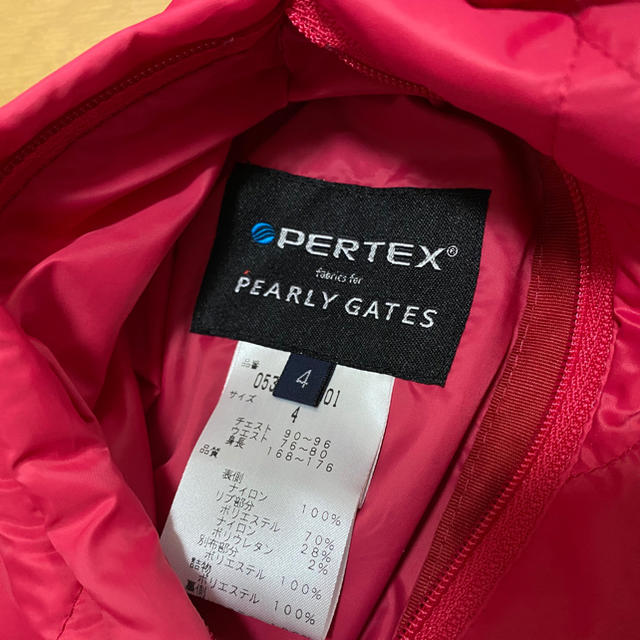 PERTEX®
fabrics for
PEARLY GATES
4
品番
053 01
サイズ
4
チェスト 90~96
ウエスト 76~80
身長 168~176
品質
表側
ナイロン 100%
リブ部分
ポリエステル 70%
ナイロン 28%
ポリウレタン 2%
別布部分
ポリエステル 100%
詰物
ポリエステル 100%
裏側
100%